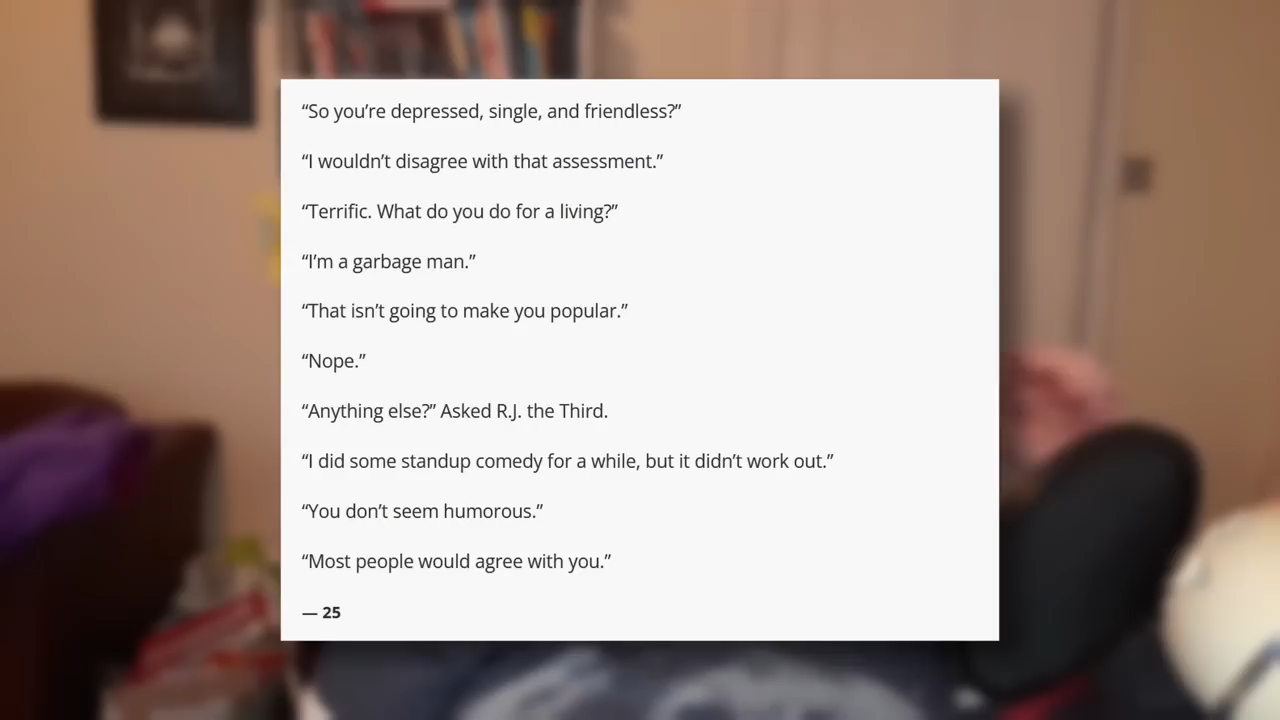 “So you’re depressed, single, and friendless?”
“I wouldn’t disagree with that assessment.”
“Terrific. What do you do for a living?”
“I’m a garbage man.”
“That isn’t going to make you popular.”
“Nope.”
“Anything else?” Asked R.J. the Third.
“I did some standup comedy for a while, but it didn’t work out.”
“You don’t seem humorous.”
“Most people would agree with you.”
— 25